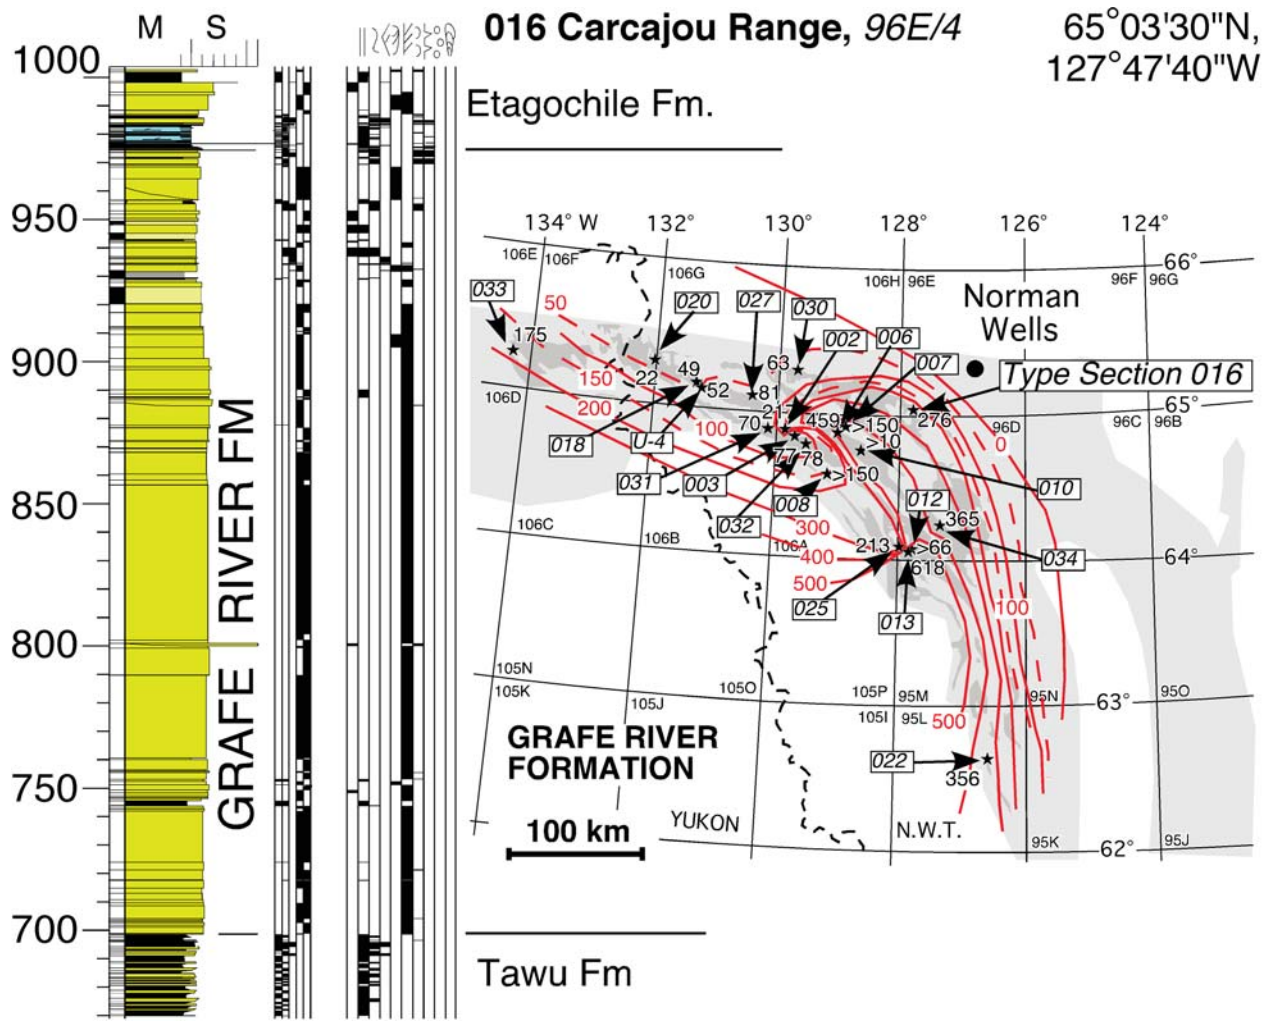 M S
016 Carcajou Range, 96E/4
65°03'30"N,
127°47'40"W
1000
950
900
850
800
750
700
GRAFE RIVER FM
Etagochile Fm.
Tawu Fm
134° W 132° 130° 128° 126° 124°
106E 106F 106G 106H 96E 96F 96G 66°
Norman
Wells
033 020 027 030 002 006 007
50
175 63
150 22 49 52 81
Type Section 016
106D 200 21 459 >150 276 65°
96D 96C 96B
018 U-4 100 70 >10 0
77 78 >150
031 003 008 010
032 012
106C 106B 106A 300 365
400 213 >66 64°
500 618 034
025 013
100
105N 105O 105P 95M 95N 95O
105K 105J 105I 95L 63°
500
GRAFE RIVER
FORMATION
022
356
YUKON N.W.T.
100 km
95K 62° 95J